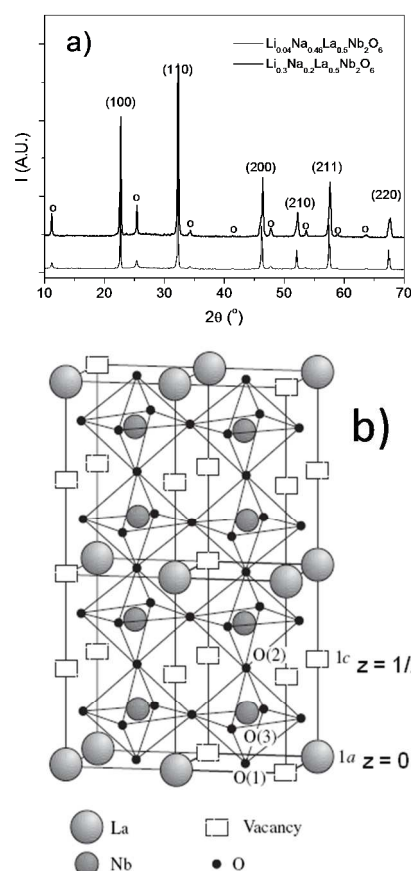 a)
Li0.04Na0.46La0.5Nb2O6
Li0.3Na0.2La0.5Nb2O6
I (A.U.)
(100)
(110)
(200)
(210)
(211)
(220)
o o o o o o o o
10 20 30 40 50 60 70
2θ (°)
b)
O(2)
1c z = 1/
O(3)
1a z = 0
O(1)
La Vacancy
Nb O